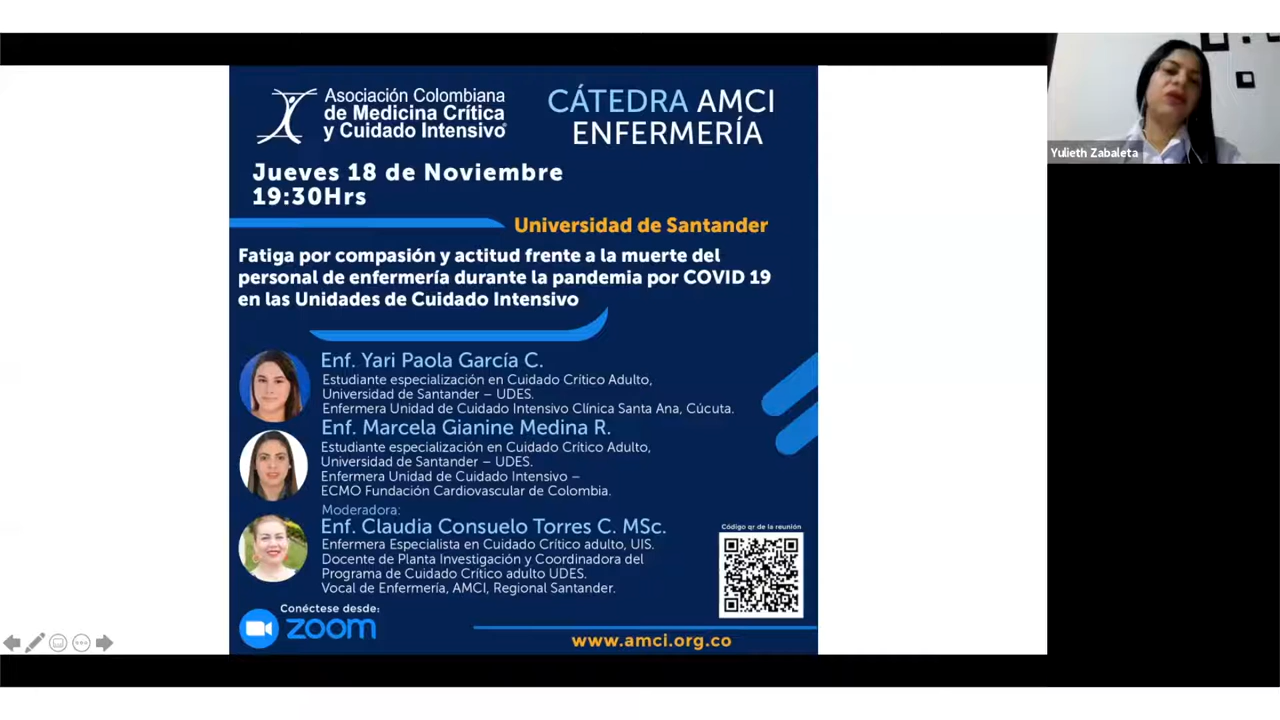 Asociación Colombiana
de Medicina Crítica
y Cuidado Intensivo
CÁTEDRA AMCI
ENFERMERÍA
Jueves 18 de Noviembre
19:30Hrs
Universidad de Santander
Fatiga por compasión y actitud frente a la muerte del
personal de enfermería durante la pandemia por COVID 19
en las Unidades de Cuidado Intensivo
Enf. Yari Paola García C.
Estudiante especialización en Cuidado Crítico Adulto,
Universidad de Santander – UDES.
Enfermera Unidad de Cuidado Intensivo Clínica Santa Ana, Cúcuta.
Enf. Marcela Gianine Medina R.
Estudiante especialización en Cuidado Crítico Adulto,
Universidad de Santander – UDES.
Enfermera Unidad de Cuidado Intensivo –
ECMO Fundación Cardiovascular de Colombia.
Moderadora:
Enf. Claudia Consuelo Torres C. MSc.
Enfermera Especialista en Cuidado Crítico adulto, UIS.
Docente de Planta Investigación y Coordinadora del
Programa de Cuidado Crítico adulto UDES.
Vocal de Enfermería, AMCI, Regional Santander.
Código qr de la reunión
Conéctese desde:
zoom
www.amci.org.co
Yulieth Zabaleta